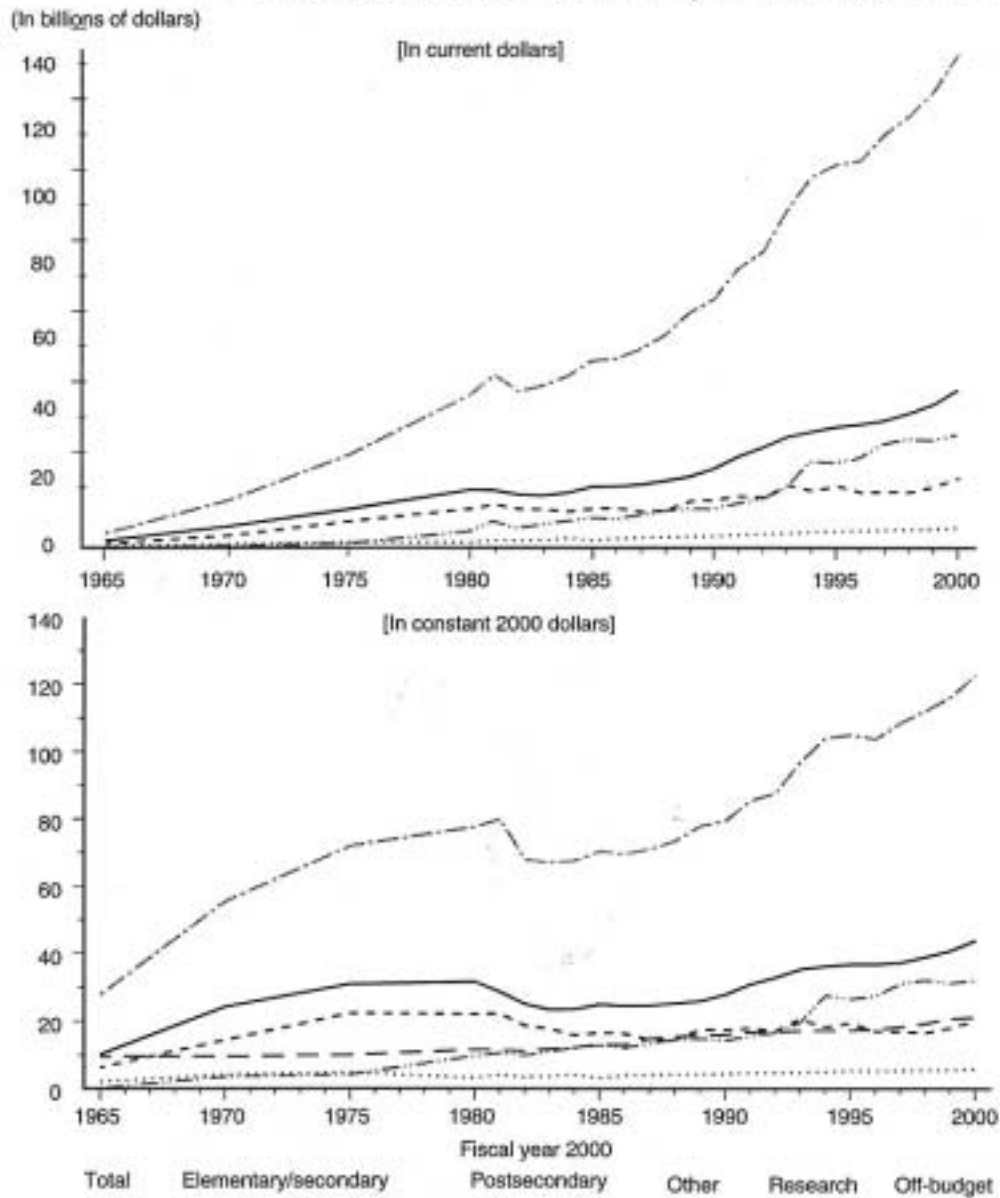 (In billions of dollars)
[In current dollars]
140
120
100
80
60
40
20
0
1965 1970 1975 1980 1985 1990 1995 2000
[In constant 2000 dollars]
140
120
100
80
60
40
20
0
1965 1970 1975 1980 1985 1990 1995 2000
Fiscal year 2000
Total Elementary/secondary Postsecondary Other Research Off-budget